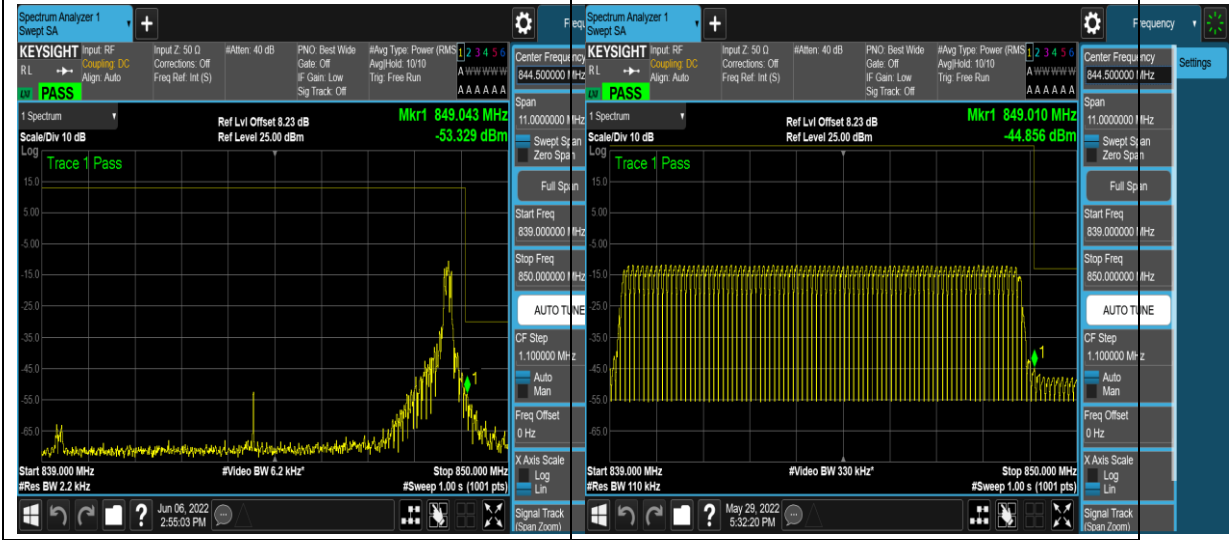 Spectrum Analyzer 1
Swept SA
Frequ
KEYSIGHT Input: RF
Coupling: DC
Align: Auto
Input Z: 50 Ω
Corrections: Off
Freq Ref: Int (S)
#Atten: 40 dB
PNO: Best Wide
Gate: Off
IF Gain: Low
Sig Track: Off
#Avg Type: Power (RMS
Avg|Hold: 10/10
Trig: Free Run
1 2 3 4 5 6
A W W W W W
A A A A A A
R L
LXI PASS
1 Spectrum
Scale/Div 10 dB
Ref Lvl Offset 8.23 dB
Ref Level 25.00 dBm
Mkr1 849.043 MHz
-53.329 dBm
Log
Trace 1 Pass
15.0
5.00
-5.00
-15.0
-25.0
-35.0
-45.0
-55.0
-65.0
1
Start 839.000 MHz
#Res BW 2.2 kHz
#Video BW 6.2 kHz*
Stop 850.000 MHz
#Sweep 1.00 s (1001 pts)
Jun 06, 2022
2:55:03 PM
Center Frequency
844.500000 MHz
Span
11.0000000 MHz
Swept Span
Zero Span
Full Span
Start Freq
839.000000 MHz
Stop Freq
850.000000 MHz
AUTO TUNE
CF Step
1.100000 MHz
Auto
Man
Freq Offset
0 Hz
X Axis Scale
Log
Lin
Signal Track
(Span Zoom)
Spectrum Analyzer 1
Swept SA
Frequency
Settings
KEYSIGHT Input: RF
Coupling: DC
Align: Auto
Input Z: 50 Ω
Corrections: Off
Freq Ref: Int (S)
#Atten: 40 dB
PNO: Best Wide
Gate: Off
IF Gain: Low
Sig Track: Off
#Avg Type: Power (RMS
Avg|Hold: 10/10
Trig: Free Run
1 2 3 4 5 6
A W W W W W
A A A A A A
R L
LXI PASS
1 Spectrum
Scale/Div 10 dB
Ref Lvl Offset 8.23 dB
Ref Level 25.00 dBm
Mkr1 849.010 MHz
-44.856 dBm
Log
Trace 1 Pass
15.0
5.00
-5.00
-15.0
-25.0
-35.0
-45.0
-55.0
-65.0
1
Start 839.000 MHz
#Res BW 110 kHz
#Video BW 330 kHz*
Stop 850.000 MHz
#Sweep 1.00 s (1001 pts)
May 29, 2022
5:32:20 PM
Center Frequency
844.500000 MHz
Span
11.0000000 MHz
Swept Span
Zero Span
Full Span
Start Freq
839.000000 MHz
Stop Freq
850.000000 MHz
AUTO TUNE
CF Step
1.100000 MHz
Auto
Man
Freq Offset
0 Hz
X Axis Scale
Log
Lin
Signal Track
(Span Zoom)